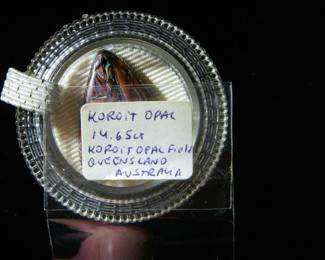 KOROIT OPAL
14.65ct
KOROIT OPAL FIELD
QUEENSLAND
AUSTRALIA